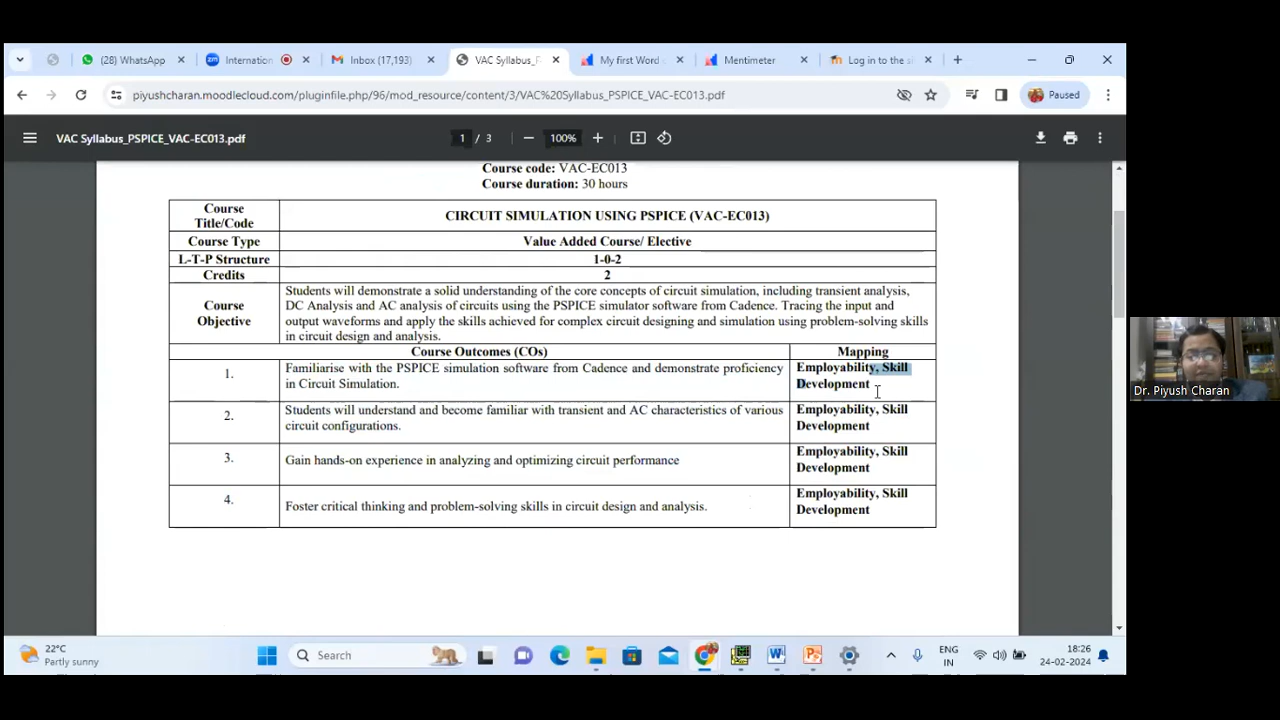 (28) WhatsApp
Internation
Inbox (17,193)
VAC Syllabus_P
My first Word
Mentimeter
Log in to the s
piyushcharan.moodlecloud.com/pluginfile.php/96/mod_resource/content/3/VAC%20Syllabus_PSPICE_VAC-EC013.pdf
Paused
VAC Syllabus_PSPICE_VAC-EC013.pdf
1 / 3
100%
Course code: VAC-EC013
Course duration: 30 hours
Course Title/Code
CIRCUIT SIMULATION USING PSPICE (VAC-EC013)
Course Type
Value Added Course/ Elective
L-T-P Structure
1-0-2
Credits
2
Course Objective
Students will demonstrate a solid understanding of the core concepts of circuit simulation, including transient analysis,
DC Analysis and AC analysis of circuits using the PSPICE simulator software from Cadence. Tracing the input and
output waveforms and apply the skills achieved for complex circuit designing and simulation using problem-solving skills
in circuit design and analysis.
Course Outcomes (COs)
Mapping
1.
Familiarise with the PSPICE simulation software from Cadence and demonstrate proficiency
in Circuit Simulation.
Employability, Skill
Development
2.
Students will understand and become familiar with transient and AC characteristics of various
circuit configurations.
Employability, Skill
Development
3.
Gain hands-on experience in analyzing and optimizing circuit performance
Employability, Skill
Development
4.
Foster critical thinking and problem-solving skills in circuit design and analysis.
Employability, Skill
Development
Dr. Piyush Charan
22°C
Partly sunny
Search
ENG
IN
18:26
24-02-2024